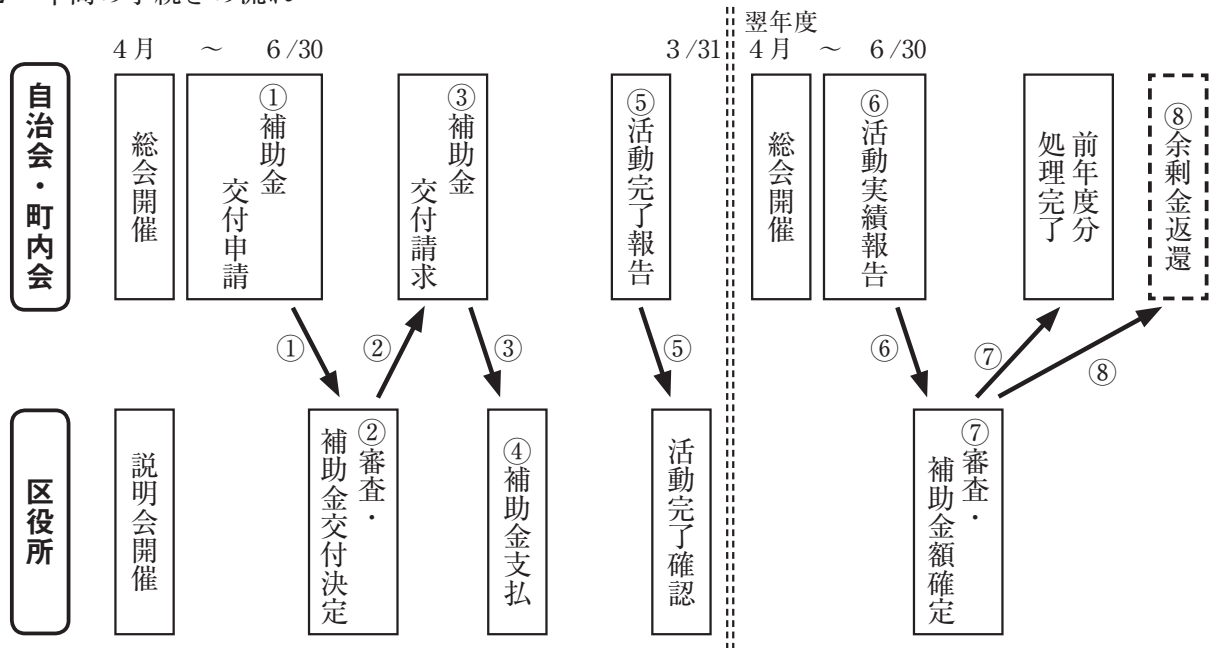 年間の手続きの流れ
翌年度
4月 ～ 6/30
3/31
4月 ～ 6/30
自治会・町内会
総会開催
①補助金
交付申請
③補助金
交付請求
⑤活動完了報告
総会開催
⑥活動実績報告
前年度分
処理完了
⑧余剰金返還
①
②
③
⑤
⑥
⑦
⑧
区役所
説明会開催
②審査・
補助金交付決定
④補助金支払
活動完了確認
⑦審査・
補助金額確定